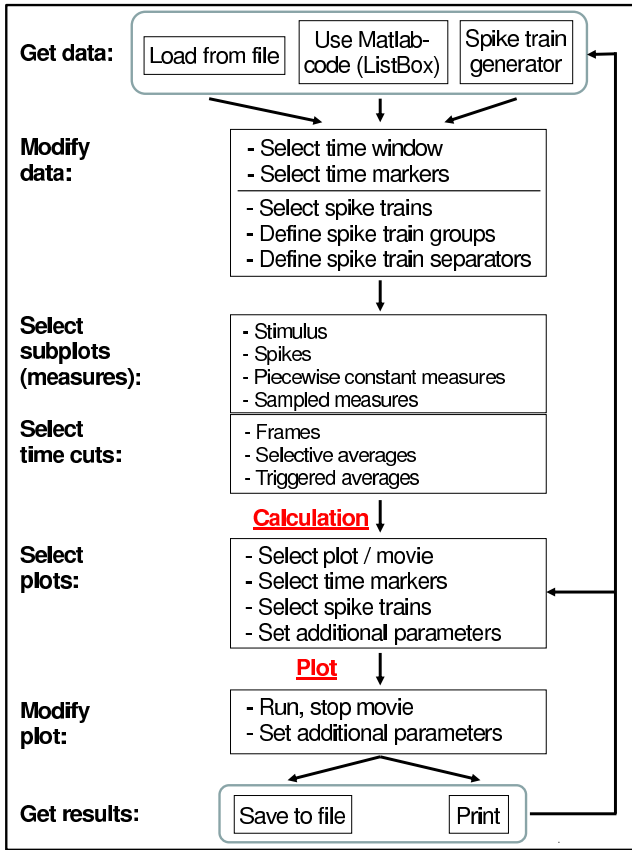 Get data:
Load from file
Use Matlab-
code (ListBox)
Spike train
generator
Modify
data:
- Select time window
- Select time markers
- Select spike trains
- Define spike train groups
- Define spike train separators
Select
subplots
(measures):
- Stimulus
- Spikes
- Piecewise constant measures
- Sampled measures
Select
time cuts:
- Frames
- Selective averages
- Triggered averages
Calculation
Select
plots:
- Select plot / movie
- Select time markers
- Select spike trains
- Set additional parameters
Plot
Modify
plot:
- Run, stop movie
- Set additional parameters
Get results:
Save to file
Print